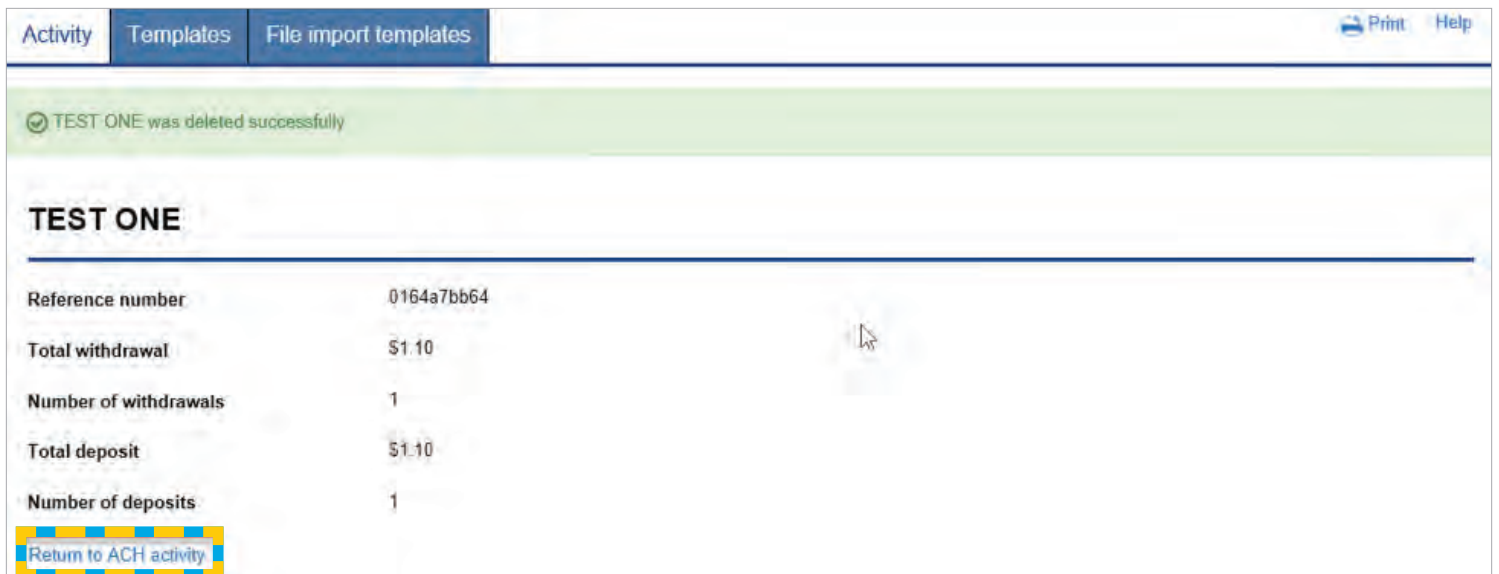 Activity Templates File import templates Print Help
TEST ONE was deleted successfully
TEST ONE
Reference number 0164a7bb64
Total withdrawal $1.10
Number of withdrawals 1
Total deposit $1.10
Number of deposits 1
Return to ACH activity